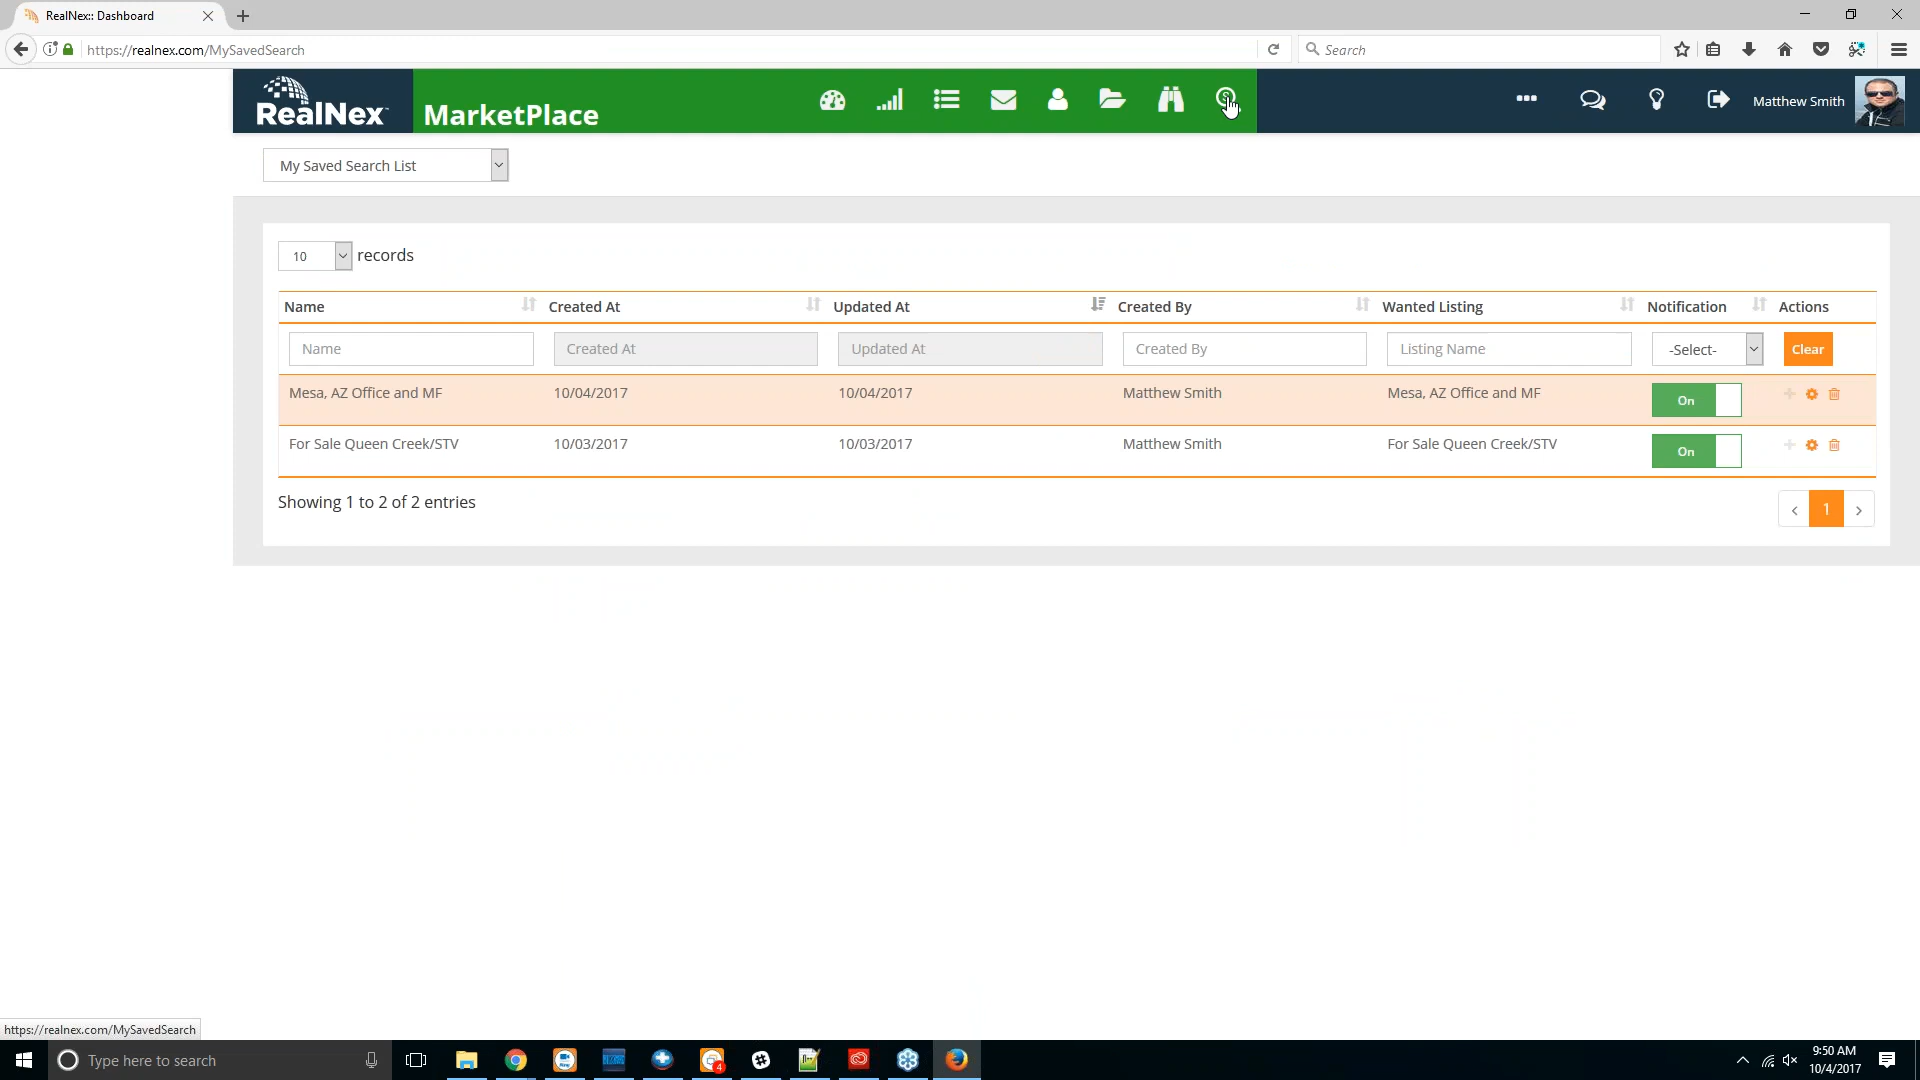 RealNex:: Dashboard
https://realnex.com/MySavedSearch
Search
RealNex
MarketPlace
Matthew Smith
My Saved Search List
10 records
Name Created At Updated At Created By Wanted Listing Notification Actions
Name Created At Updated At Created By Listing Name -Select- Clear
Mesa, AZ Office and MF 10/04/2017 10/04/2017 Matthew Smith Mesa, AZ Office and MF On
For Sale Queen Creek/STV 10/03/2017 10/03/2017 Matthew Smith For Sale Queen Creek/STV On
Showing 1 to 2 of 2 entries
‹ 1 ›
https://realnex.com/MySavedSearch
Type here to search
4
9:50 AM
10/4/2017